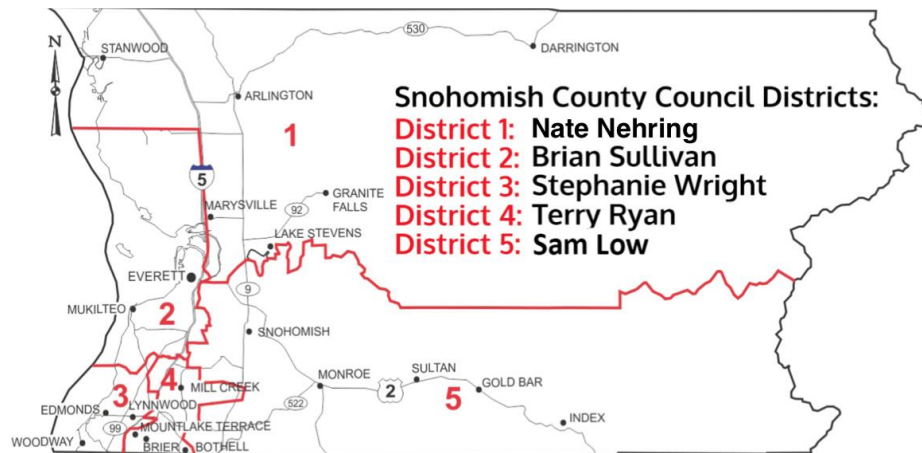 N
STANWOOD
530
DARRINGTON
ARLINGTON
Snohomish County Council Districts:
District 1: Nate Nehring
District 2: Brian Sullivan
District 3: Stephanie Wright
District 4: Terry Ryan
District 5: Sam Low
1
5
GRANITE
FALLS
92
MARYSVILLE
LAKE STEVENS
EVERETT
9
MUKILTEO
2
SNOHOMISH
MONROE
SULTAN
2
5
GOLD BAR
4
MILL CREEK
3
522
EDMONDS
LYNNWOOD
INDEX
99
MOUNTLAKE TERRACE
WOODWAY
BRIER
BOTHELL